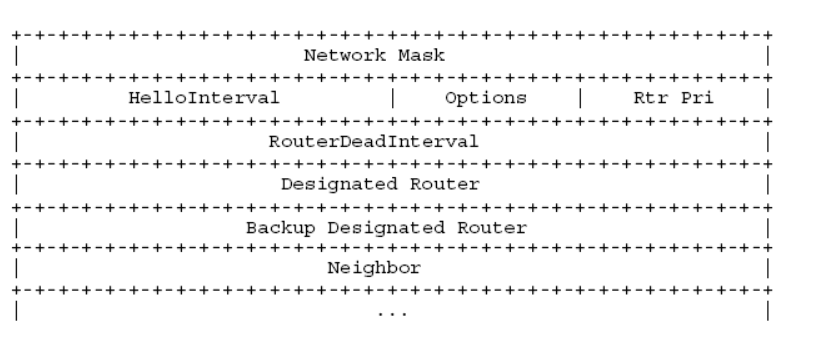 +-+-+-+-+-+-+-+-+-+-+-+-+-+-+-+-+-+-+-+-+-+-+-+-+-+-+-+-+-+-+-+-+
| Network Mask |
+-+-+-+-+-+-+-+-+-+-+-+-+-+-+-+-+-+-+-+-+-+-+-+-+-+-+-+-+-+-+-+-+
| HelloInterval | Options | Rtr Pri |
+-+-+-+-+-+-+-+-+-+-+-+-+-+-+-+-+-+-+-+-+-+-+-+-+-+-+-+-+-+-+-+-+
| RouterDeadInterval |
+-+-+-+-+-+-+-+-+-+-+-+-+-+-+-+-+-+-+-+-+-+-+-+-+-+-+-+-+-+-+-+-+
| Designated Router |
+-+-+-+-+-+-+-+-+-+-+-+-+-+-+-+-+-+-+-+-+-+-+-+-+-+-+-+-+-+-+-+-+
| Backup Designated Router |
+-+-+-+-+-+-+-+-+-+-+-+-+-+-+-+-+-+-+-+-+-+-+-+-+-+-+-+-+-+-+-+-+
| Neighbor |
+-+-+-+-+-+-+-+-+-+-+-+-+-+-+-+-+-+-+-+-+-+-+-+-+-+-+-+-+-+-+-+-+
| ... |